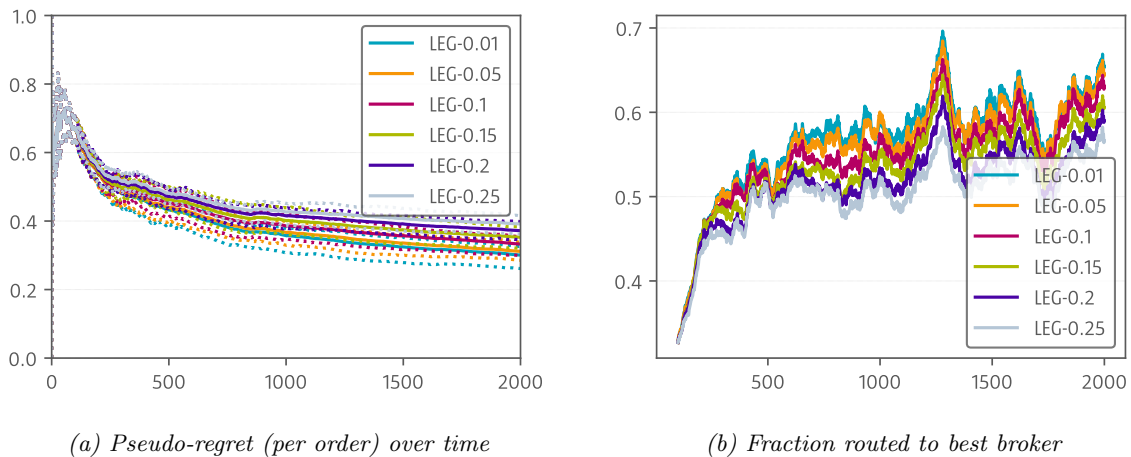 1.0
0.8
0.6
0.4
0.2
0.0
0
500
1000
1500
2000
LEG-0.01
LEG-0.05
LEG-0.1
LEG-0.15
LEG-0.2
LEG-0.25
(a) Pseudo-regret (per order) over time
0.7
0.6
0.5
0.4
500
1000
1500
2000
LEG-0.01
LEG-0.05
LEG-0.1
LEG-0.15
LEG-0.2
LEG-0.25
(b) Fraction routed to best broker